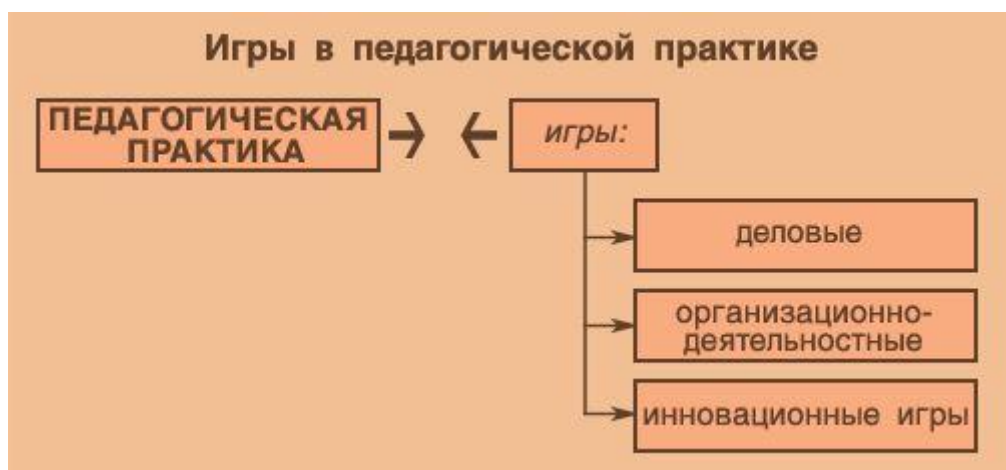 Игры в педагогической практике
ПЕДАГОГИЧЕСКАЯ
ПРАКТИКА
игры:
деловые
организационно-
деятельностные
инновационные игры